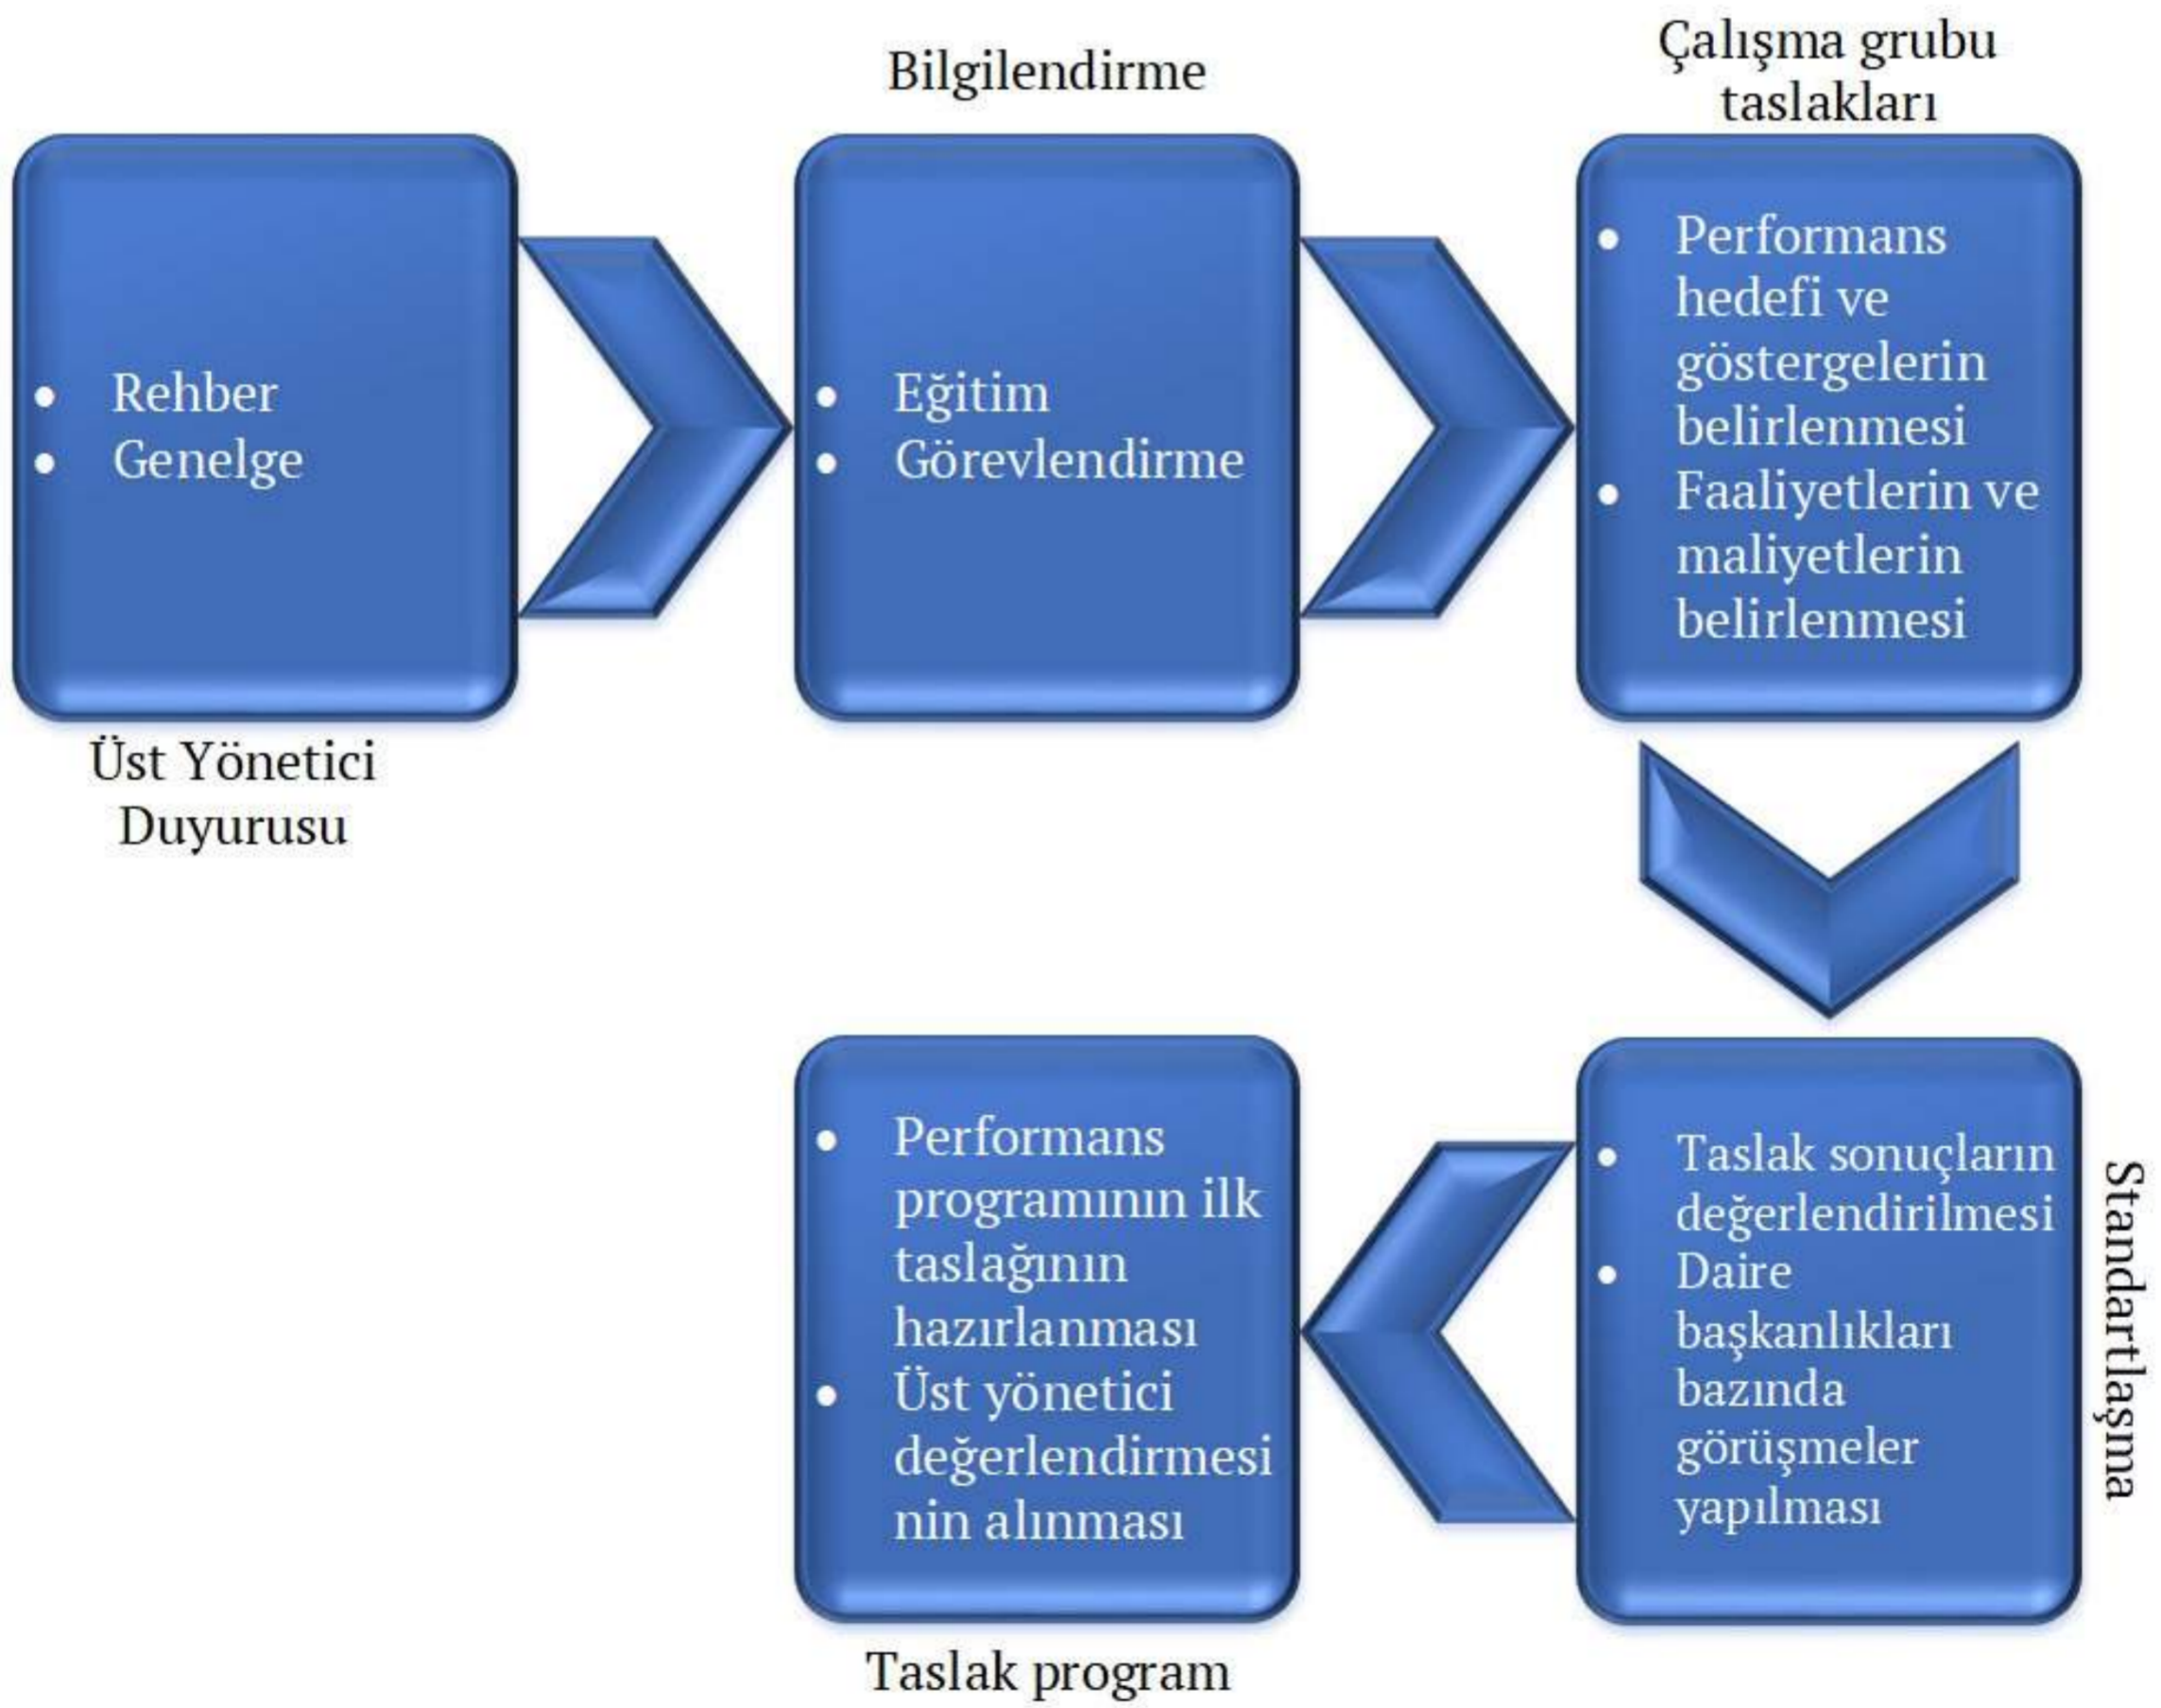 Rehber
Genelge
Üst Yönetici
Duyurusu
Bilgilendirme
Eğitim
Görevlendirme
Çalışma grubu
taslakları
Performans
hedefi ve
göstergelerin
belirlenmesi
Faaliyetlerin ve
maliyetlerin
belirlenmesi
Taslak sonuçların
değerlendirilmesi
Daire
başkanlıkları
bazında
görüşmeler
yapılması
Standartlaşma
Performans
programının ilk
taslağının
hazırlanması
Üst yönetici
değerlendirmesi
nin alınması
Taslak program